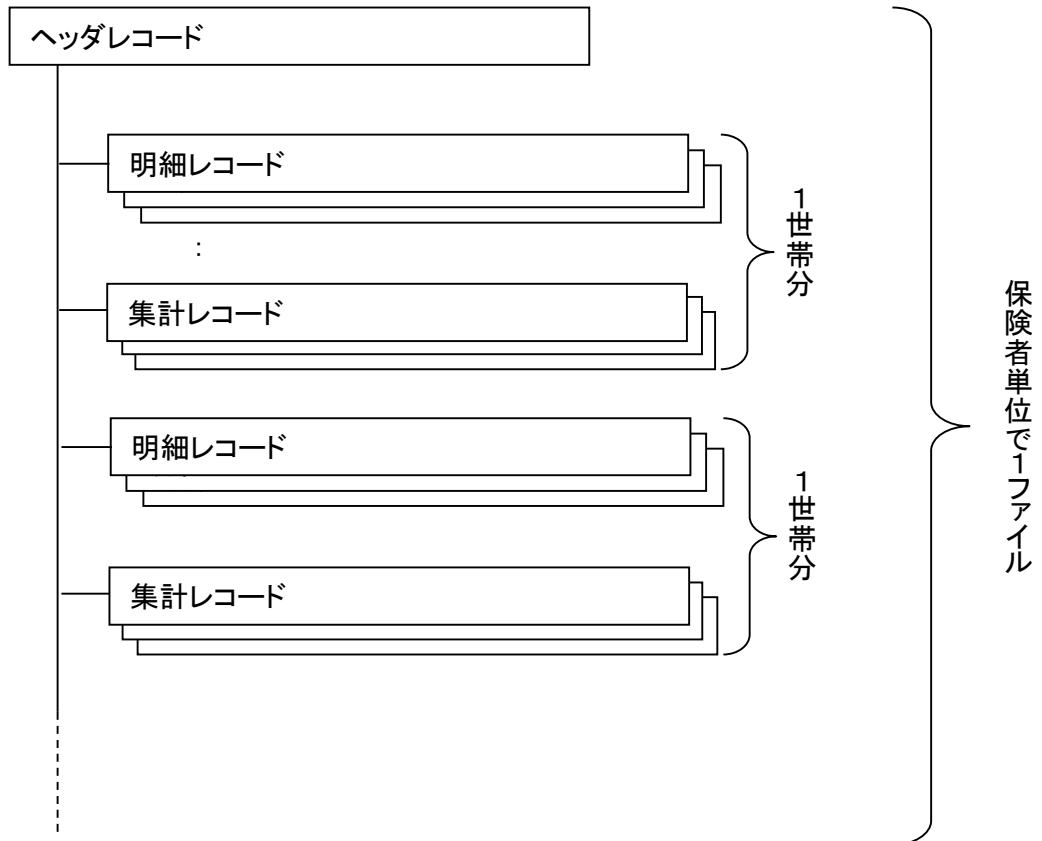 ヘッダレコード
明細レコード
:
集計レコード
1世帯分
明細レコード
集計レコード
1世帯分
保険者単位で1ファイル